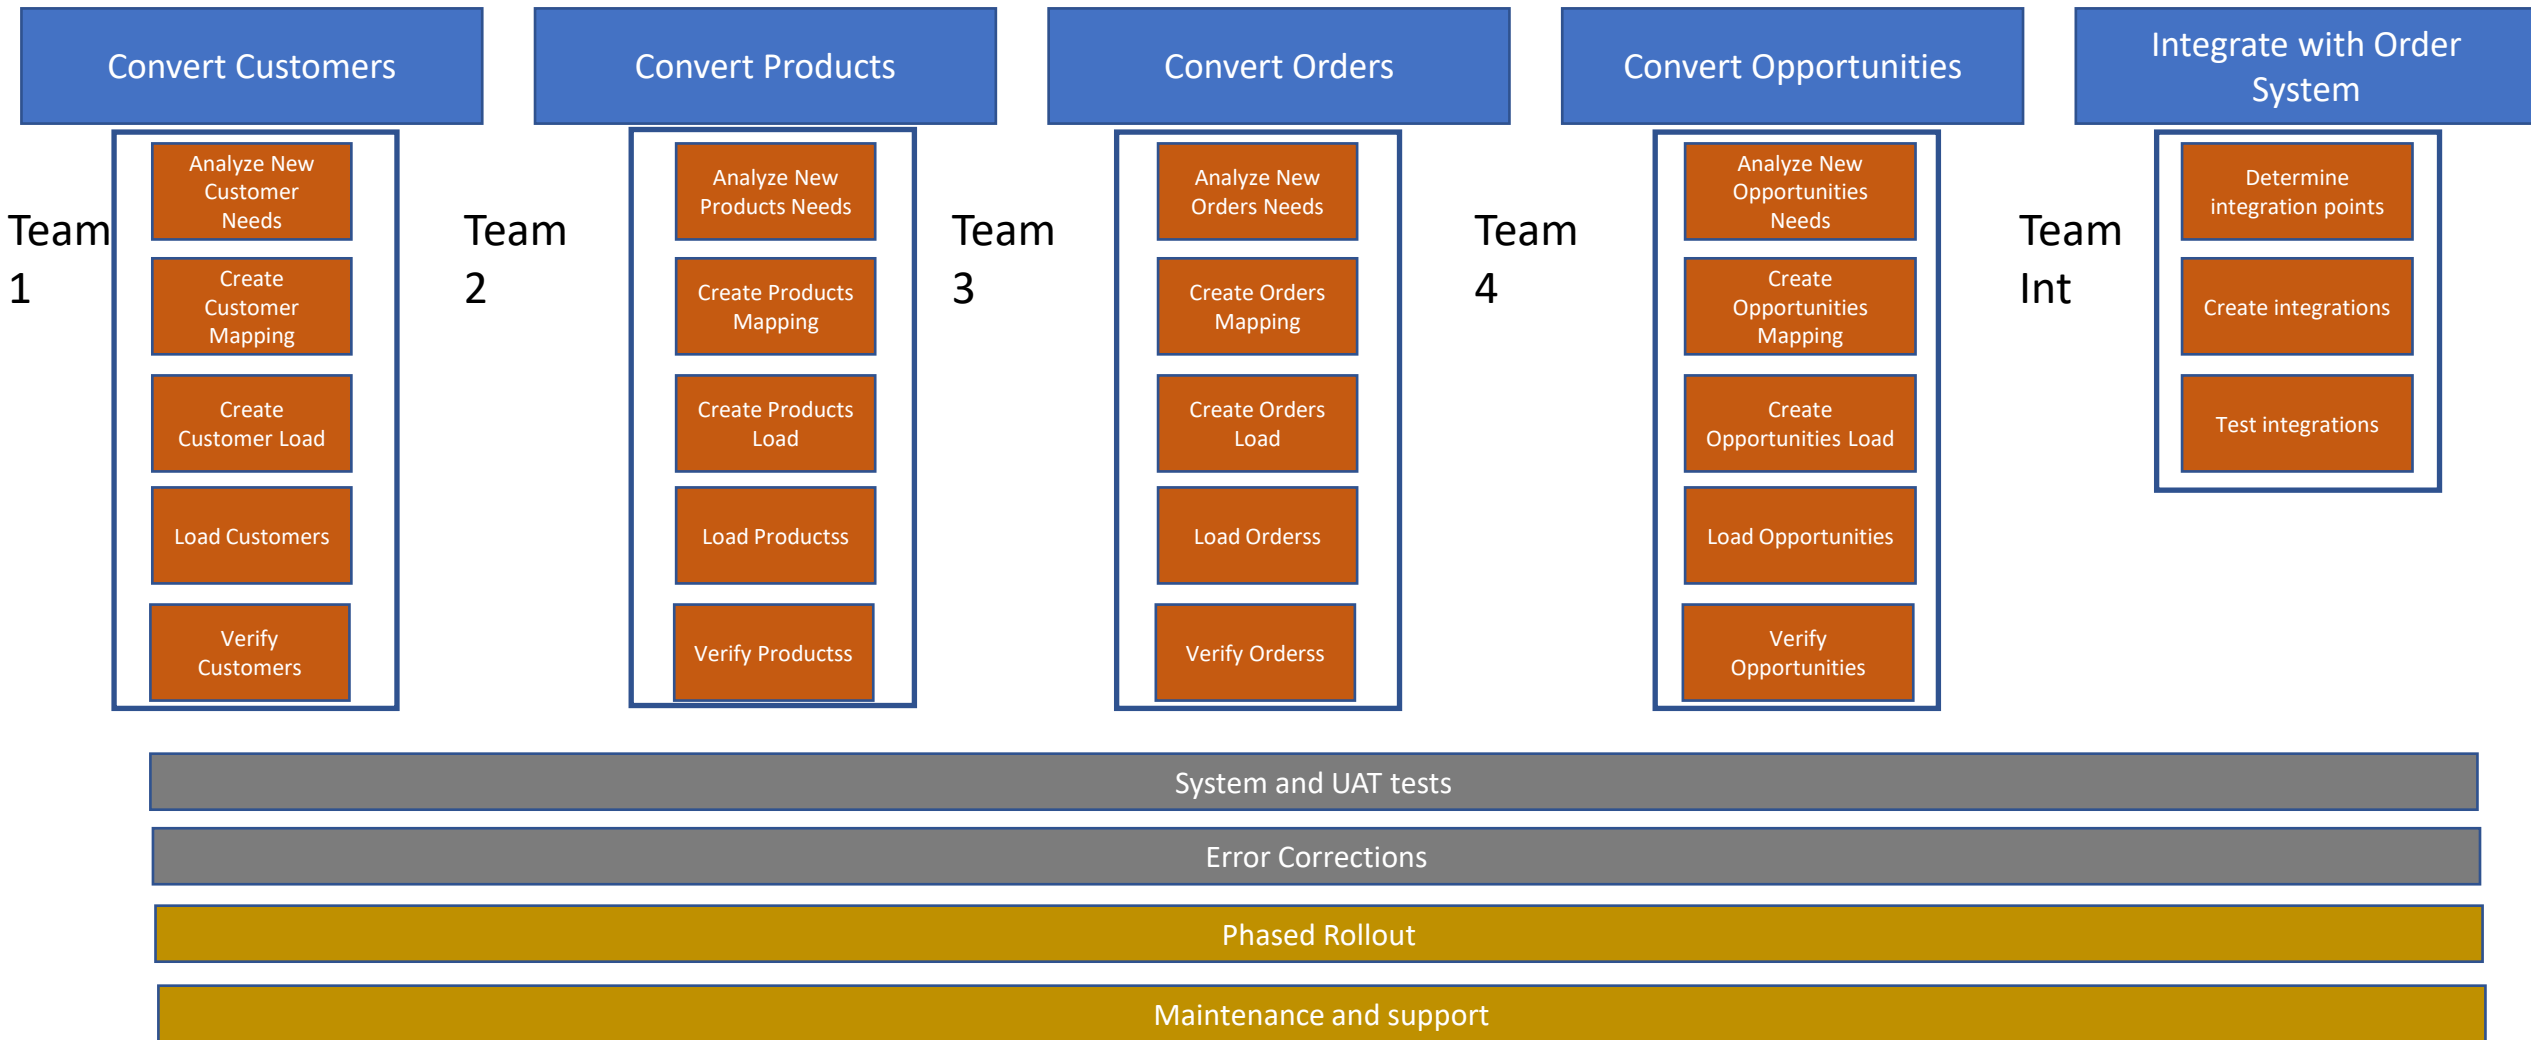 Convert Customers
Convert Products
Convert Orders
Convert Opportunities
Integrate with Order
System
Team
1
Analyze New
Customer
Needs
Create
Customer
Mapping
Create
Customer Load
Load Customers
Verify
Customers
Team
2
Analyze New
Products Needs
Create Products
Mapping
Create Products
Load
Load Productss
Verify Productss
Team
3
Analyze New
Orders Needs
Create Orders
Mapping
Create Orders
Load
Load Orderss
Verify Orderss
Team
4
Analyze New
Opportunities
Needs
Create
Opportunities
Mapping
Create
Opportunities Load
Load Opportunities
Verify
Opportunities
Team
Int
Determine
integration points
Create integrations
Test integrations
System and UAT tests
Error Corrections
Phased Rollout
Maintenance and support